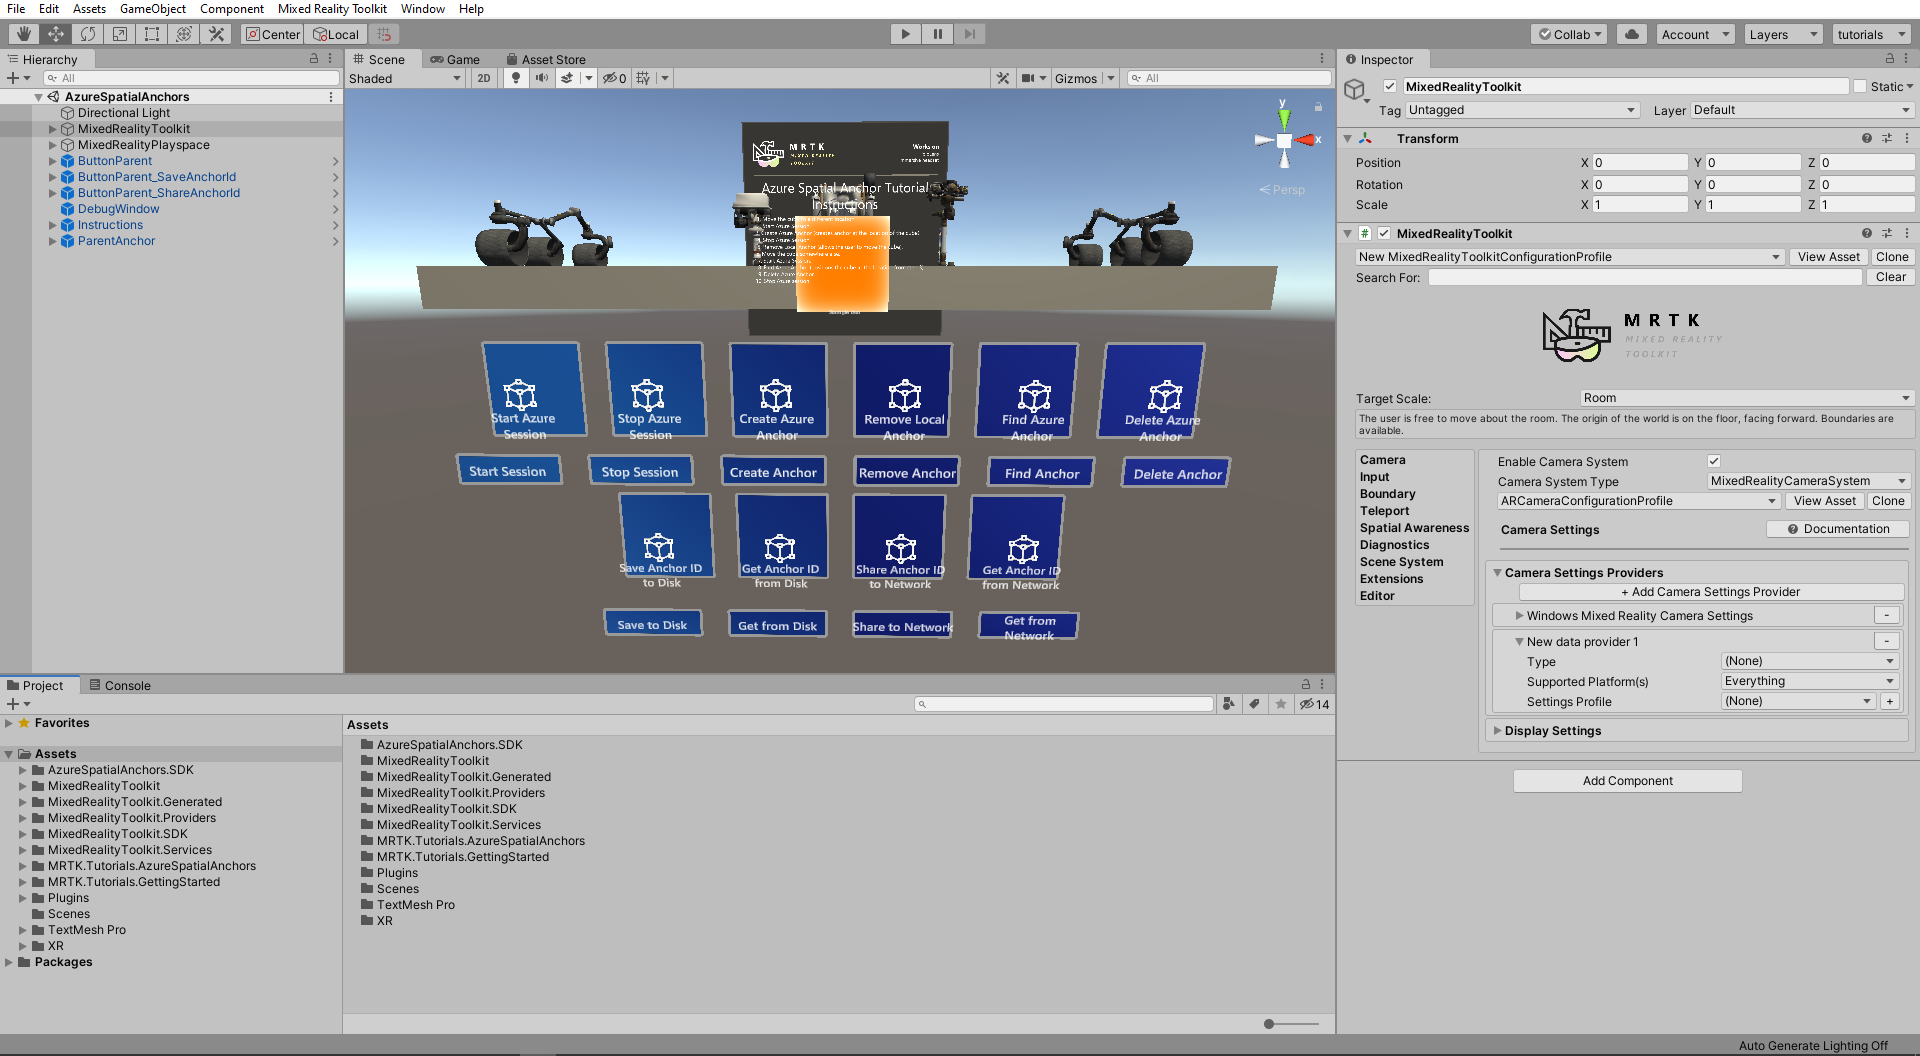 File Edit Assets GameObject Component Mixed Reality Toolkit Window Help
Center Local Collab Account Layers tutorials
Hierarchy
All
AzureSpatialAnchors
Directional Light
MixedRealityToolkit
MixedRealityPlayspace
ButtonParent
ButtonParent_SaveAnchorId
ButtonParent_ShareAnchorId
DebugWindow
Instructions
ParentAnchor
Scene Game Asset Store
Shaded 2D 0 Gizmos All
y
x
Persp
MRTK
MIXED REALITY
TOOLKIT
Works on
Azure Spatial Anchor Tutorial
Instructions
Start Azure
Session
Stop Azure
Session
Create Azure
Anchor
Remove Local
Anchor
Find Azure
Anchor
Delete Azure
Anchor
Start Session
Stop Session
Create Anchor
Remove Anchor
Find Anchor
Delete Anchor
Save Anchor ID
to Disk
Get Anchor ID
from Disk
Share Anchor ID
to Network
Get Anchor ID
from Network
Save to Disk
Get from Disk
Share to Network
Get from
Network
Project Console
14
Favorites
Assets
AzureSpatialAnchors.SDK
MixedRealityToolkit
MixedRealityToolkit.Generated
MixedRealityToolkit.Providers
MixedRealityToolkit.SDK
MixedRealityToolkit.Services
MRTK.Tutorials.AzureSpatialAnchors
MRTK.Tutorials.GettingStarted
Plugins
Scenes
TextMesh Pro
XR
Packages
Assets
AzureSpatialAnchors.SDK
MixedRealityToolkit
MixedRealityToolkit.Generated
MixedRealityToolkit.Providers
MixedRealityToolkit.SDK
MixedRealityToolkit.Services
MRTK.Tutorials.AzureSpatialAnchors
MRTK.Tutorials.GettingStarted
Plugins
Scenes
TextMesh Pro
XR
Inspector
MixedRealityToolkit Static
Tag Untagged Layer Default
Transform
Position X 0 Y 0 Z 0
Rotation X 0 Y 0 Z 0
Scale X 1 Y 1 Z 1
# MixedRealityToolkit
New MixedRealityToolkitConfigurationProfile View Asset Clone
Search For: Clear
MRTK
MIXED REALITY
TOOLKIT
Target Scale: Room
The user is free to move about the room. The origin of the world is on the floor, facing forward. Boundaries are
available.
Camera
Input
Boundary
Teleport
Spatial Awareness
Diagnostics
Scene System
Extensions
Editor
Enable Camera System
Camera System Type MixedRealityCameraSystem
ARCameraConfigurationProfile View Asset Clone
Camera Settings Documentation
Camera Settings Providers
+ Add Camera Settings Provider
Windows Mixed Reality Camera Settings -
New data provider 1 -
Type (None)
Supported Platform(s) Everything
Settings Profile (None) +
Display Settings
Add Component
Auto Generate Lighting Off